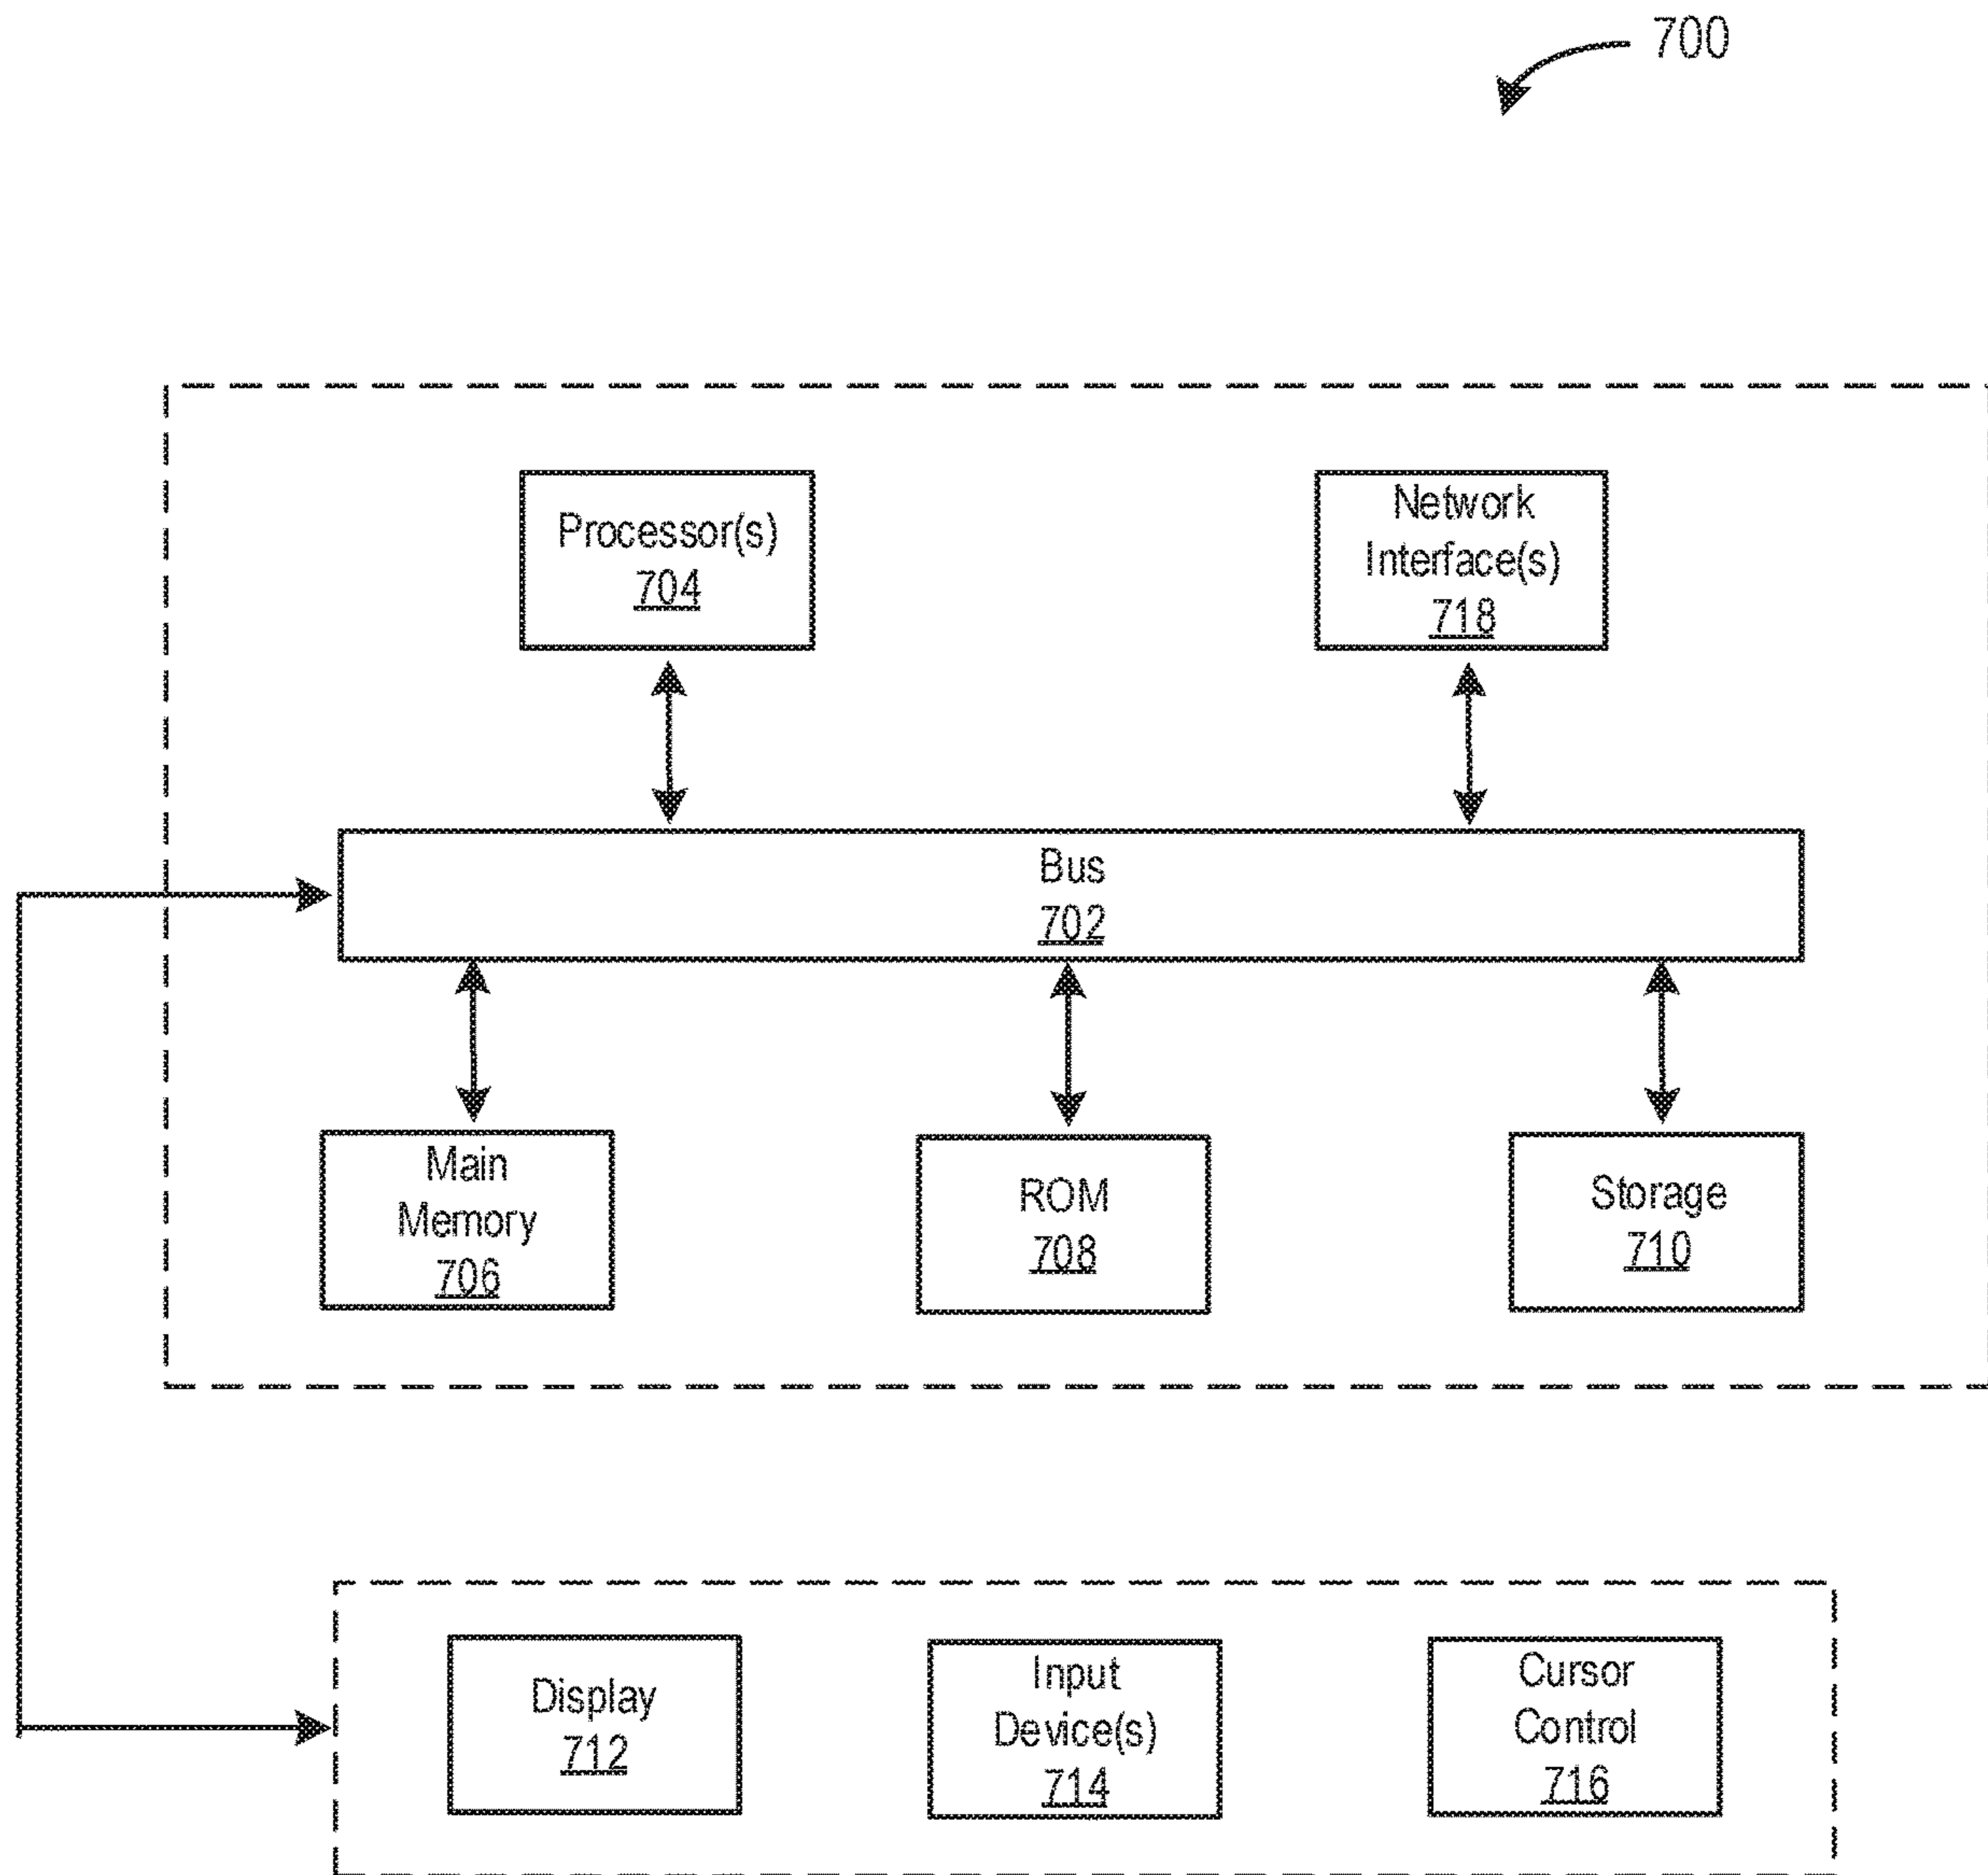 700
Processor(s)
704
Network
Interface(s)
718
Bus
702
Main
Memory
706
ROM
708
Storage
710
Display
712
Input
Device(s)
714
Cursor
Control
716